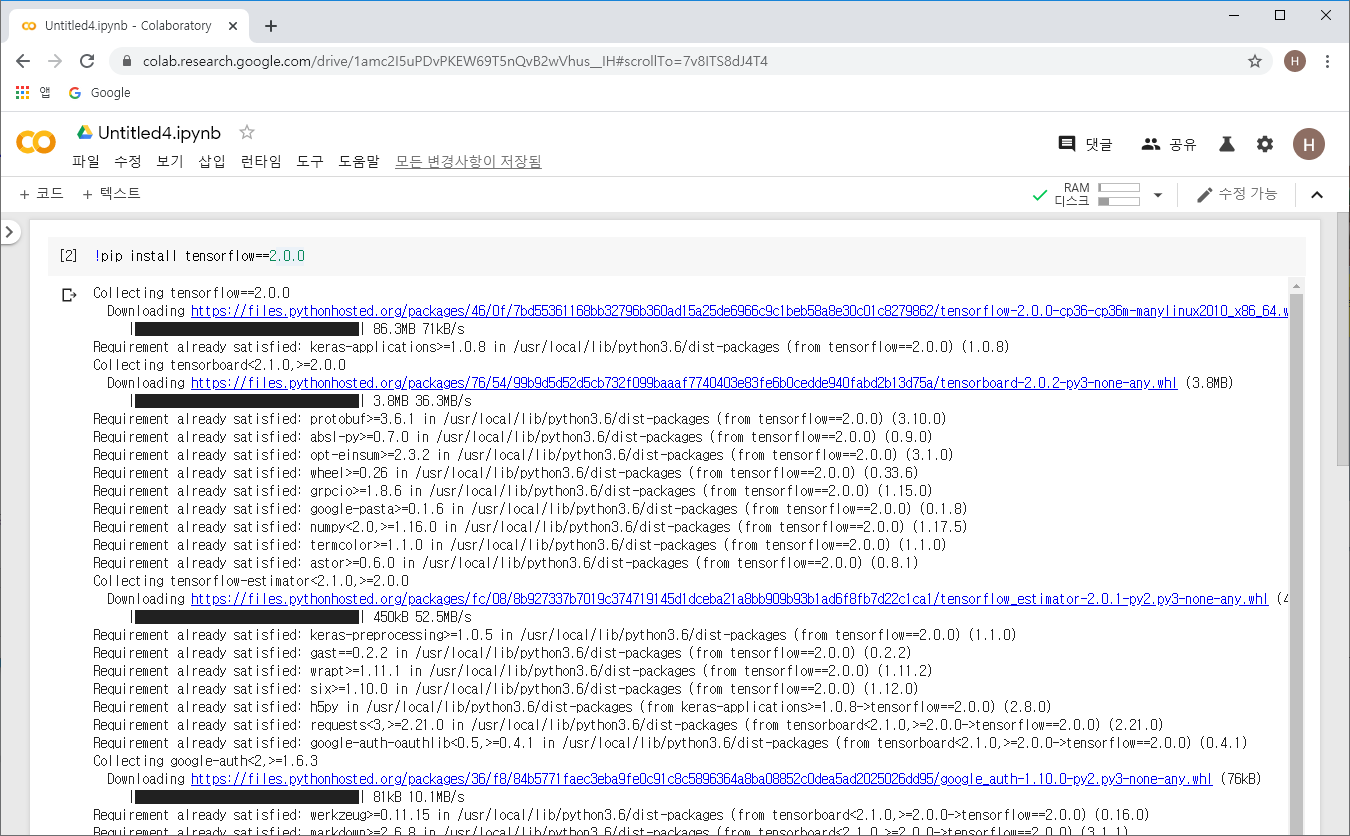 Untitled4.ipynb - Colaboratory
colab.research.google.com/drive/1amc2I5uPDvPKEW69T5nQvB2wVhus__IH#scrollTo=7v8ITS8dJ4T4
H
앱 Google
Untitled4.ipynb
댓글 공유 H
파일 수정 보기 삽입 런타임 도구 도움말 모든 변경사항이 저장됨
+ 코드 + 텍스트
RAM
디스크
수정 가능
[2] !pip install tensorflow==2.0.0
Collecting tensorflow==2.0.0
Downloading https://files.pythonhosted.org/packages/46/0f/7bd55361168bb32796b360ad15a25de6966c9c1beb58a8e30c01c8279862/tensorflow-2.0.0-cp36-cp36m-manylinux2010_x86_64.w
| | 86.3MB 71kB/s
Requirement already satisfied: keras-applications>=1.0.8 in /usr/local/lib/python3.6/dist-packages (from tensorflow==2.0.0) (1.0.8)
Collecting tensorboard<2.1.0,>=2.0.0
Downloading https://files.pythonhosted.org/packages/76/54/99b9d5d52d5cb732f099baaaf7740403e83fe6b0cedde940fabd2b13d75a/tensorboard-2.0.2-py3-none-any.whl (3.8MB)
| | 3.8MB 36.3MB/s
Requirement already satisfied: protobuf>=3.6.1 in /usr/local/lib/python3.6/dist-packages (from tensorflow==2.0.0) (3.10.0)
Requirement already satisfied: absl-py>=0.7.0 in /usr/local/lib/python3.6/dist-packages (from tensorflow==2.0.0) (0.9.0)
Requirement already satisfied: opt-einsum>=2.3.2 in /usr/local/lib/python3.6/dist-packages (from tensorflow==2.0.0) (3.1.0)
Requirement already satisfied: wheel>=0.26 in /usr/local/lib/python3.6/dist-packages (from tensorflow==2.0.0) (0.33.6)
Requirement already satisfied: grpcio>=1.8.6 in /usr/local/lib/python3.6/dist-packages (from tensorflow==2.0.0) (1.15.0)
Requirement already satisfied: google-pasta>=0.1.6 in /usr/local/lib/python3.6/dist-packages (from tensorflow==2.0.0) (0.1.8)
Requirement already satisfied: numpy<2.0,>=1.16.0 in /usr/local/lib/python3.6/dist-packages (from tensorflow==2.0.0) (1.17.5)
Requirement already satisfied: termcolor>=1.1.0 in /usr/local/lib/python3.6/dist-packages (from tensorflow==2.0.0) (1.1.0)
Requirement already satisfied: astor>=0.6.0 in /usr/local/lib/python3.6/dist-packages (from tensorflow==2.0.0) (0.8.1)
Collecting tensorflow-estimator<2.1.0,>=2.0.0
Downloading https://files.pythonhosted.org/packages/fc/08/8b927337b7019c374719145d1dceba21a8bb909b93b1ad6f8fb7d22c1ca1/tensorflow_estimator-2.0.1-py2.py3-none-any.whl (4
| | 450kB 52.5MB/s
Requirement already satisfied: keras-preprocessing>=1.0.5 in /usr/local/lib/python3.6/dist-packages (from tensorflow==2.0.0) (1.1.0)
Requirement already satisfied: gast==0.2.2 in /usr/local/lib/python3.6/dist-packages (from tensorflow==2.0.0) (0.2.2)
Requirement already satisfied: wrapt>=1.11.1 in /usr/local/lib/python3.6/dist-packages (from tensorflow==2.0.0) (1.11.2)
Requirement already satisfied: six>=1.10.0 in /usr/local/lib/python3.6/dist-packages (from tensorflow==2.0.0) (1.12.0)
Requirement already satisfied: h5py in /usr/local/lib/python3.6/dist-packages (from keras-applications>=1.0.8->tensorflow==2.0.0) (2.8.0)
Requirement already satisfied: requests<3,>=2.21.0 in /usr/local/lib/python3.6/dist-packages (from tensorboard<2.1.0,>=2.0.0->tensorflow==2.0.0) (2.21.0)
Requirement already satisfied: google-auth-oauthlib<0.5,>=0.4.1 in /usr/local/lib/python3.6/dist-packages (from tensorboard<2.1.0,>=2.0.0->tensorflow==2.0.0) (0.4.1)
Collecting google-auth<2,>=1.6.3
Downloading https://files.pythonhosted.org/packages/36/f8/84b5771faec3eba9fe0c91c8c5896364a8ba08852c0dea5ad2025026dd95/google_auth-1.10.0-py2.py3-none-any.whl (76kB)
| | 81kB 10.1MB/s
Requirement already satisfied: werkzeug>=0.11.15 in /usr/local/lib/python3.6/dist-packages (from tensorboard<2.1.0,>=2.0.0->tensorflow==2.0.0) (0.16.0)
Requirement already satisfied: markdown>=2.6.8 in /usr/local/lib/python3.6/dist-packages (from tensorboard<2.1.0,>=2.0.0->tensorflow==2.0.0) (3.1.1)